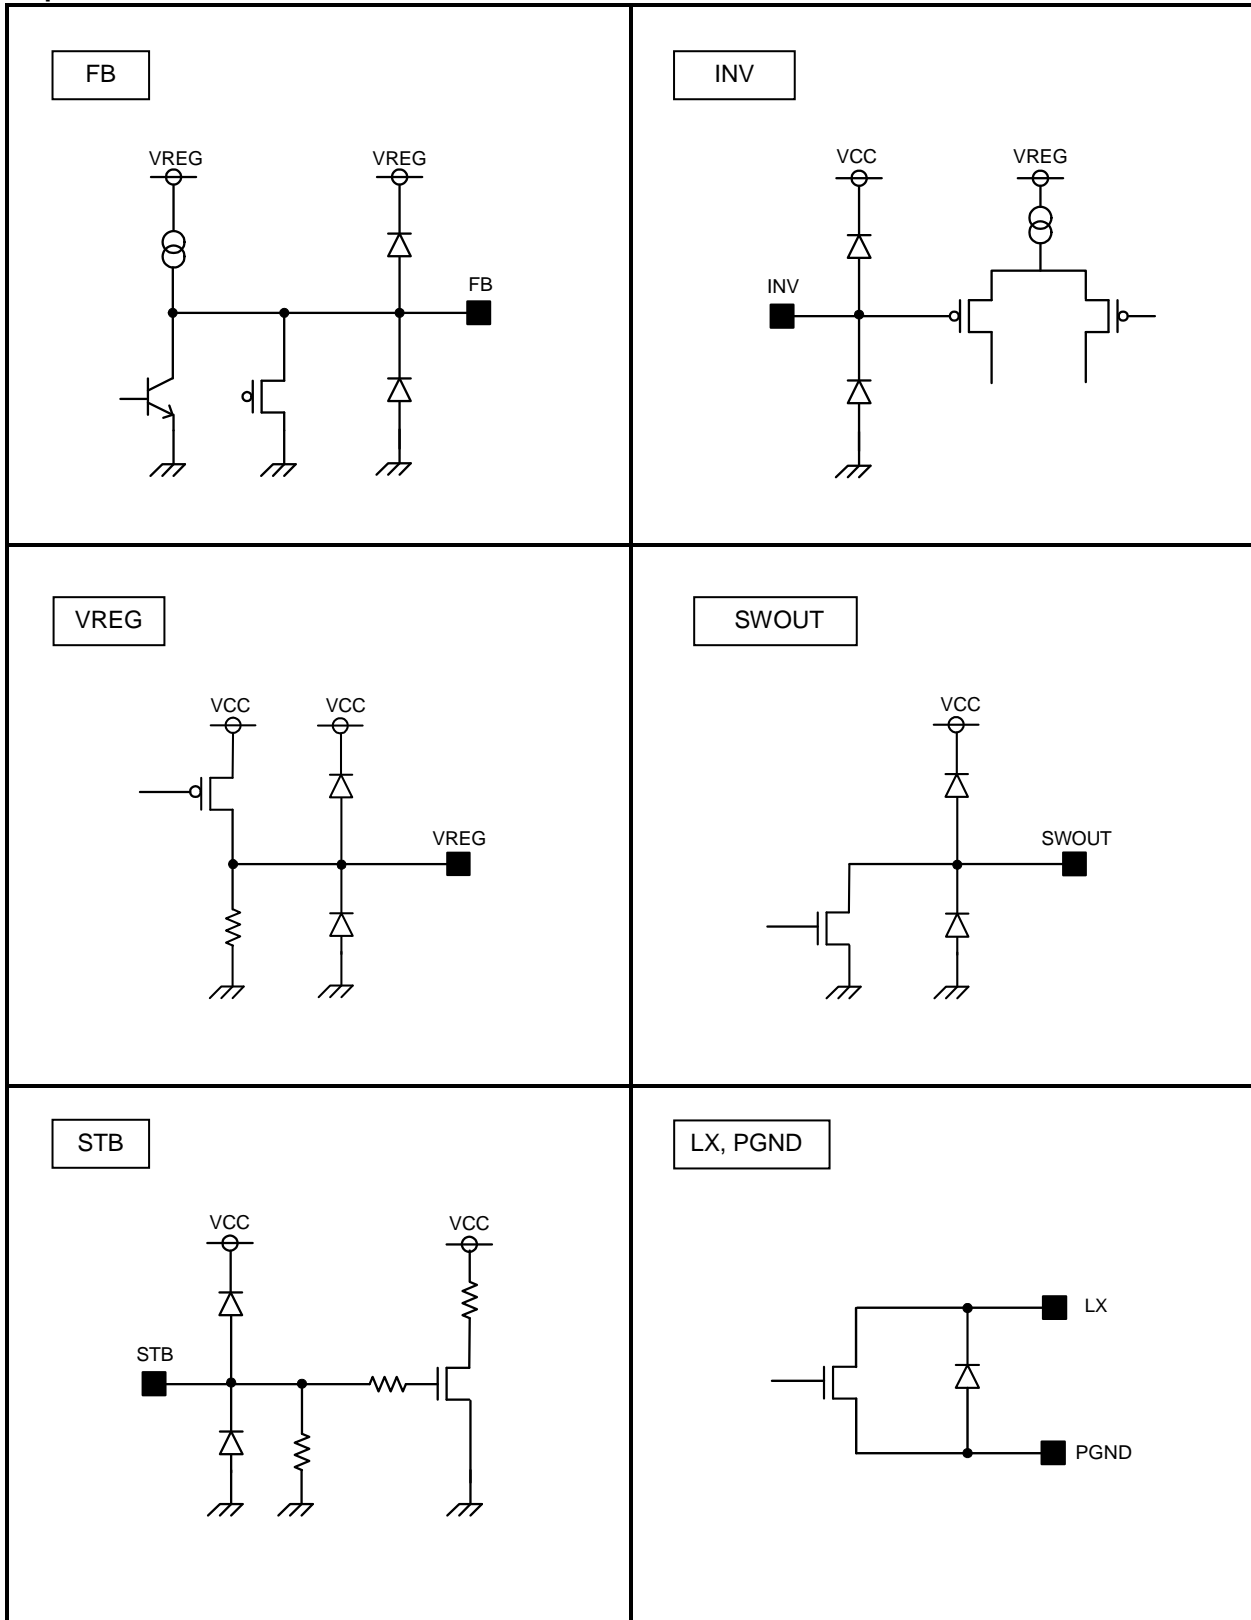 FB
VREG
VREG
FB
INV
VCC
VREG
INV
VREG
VCC
VCC
VREG
SWOUT
VCC
SWOUT
STB
VCC
VCC
STB
LX, PGND
LX
PGND